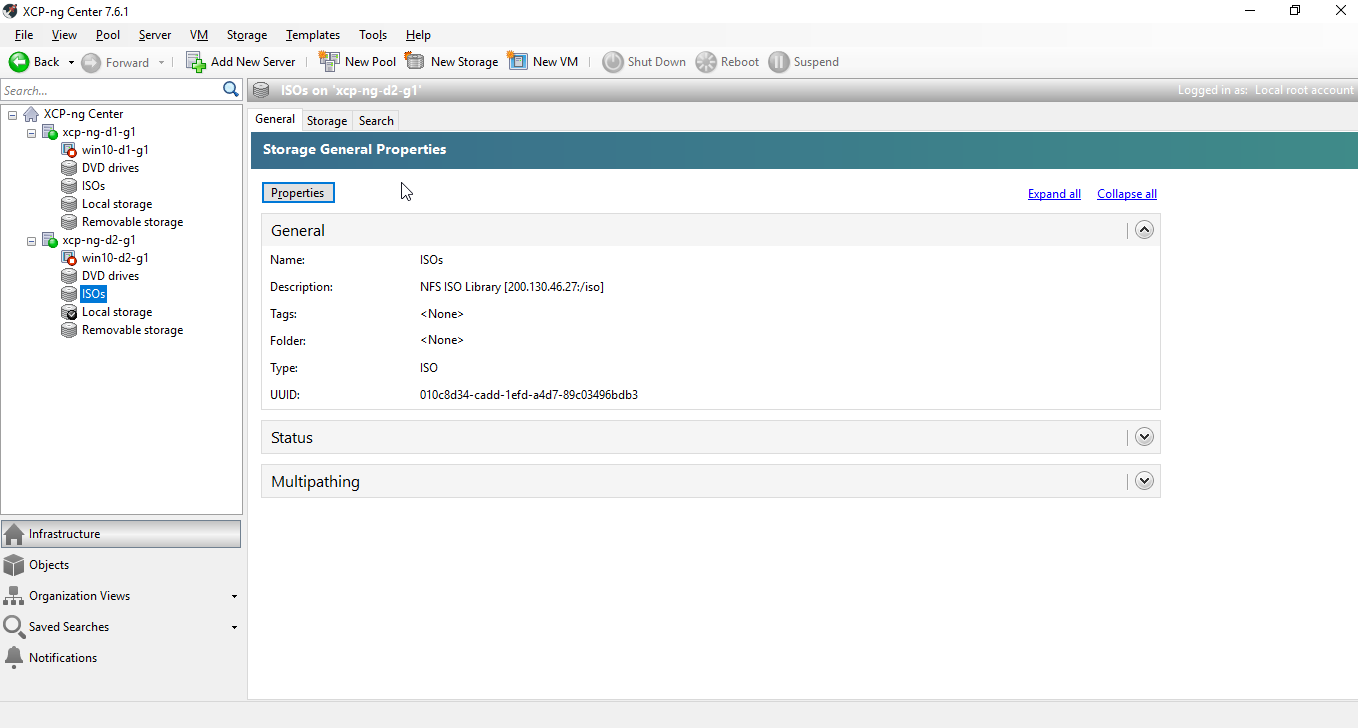 XCP-ng Center 7.6.1
File View Pool Server VM Storage Templates Tools Help
Back Forward Add New Server New Pool New Storage New VM Shut Down Reboot Suspend
Search...
ISOs on 'xcp-ng-d2-g1' Logged in as: Local root account
XCP-ng Center
xcp-ng-d1-g1
win10-d1-g1
DVD drives
ISOs
Local storage
Removable storage
xcp-ng-d2-g1
win10-d2-g1
DVD drives
ISOs
Local storage
Removable storage
Infrastructure
Objects
Organization Views
Saved Searches
Notifications
General Storage Search
Storage General Properties
Properties Expand all Collapse all
General
Name: ISOs
Description: NFS ISO Library [200.130.46.27:/iso]
Tags: <None>
Folder: <None>
Type: ISO
UUID: 010c8d34-cadd-1efd-a4d7-89c03496bdb3
Status
Multipathing